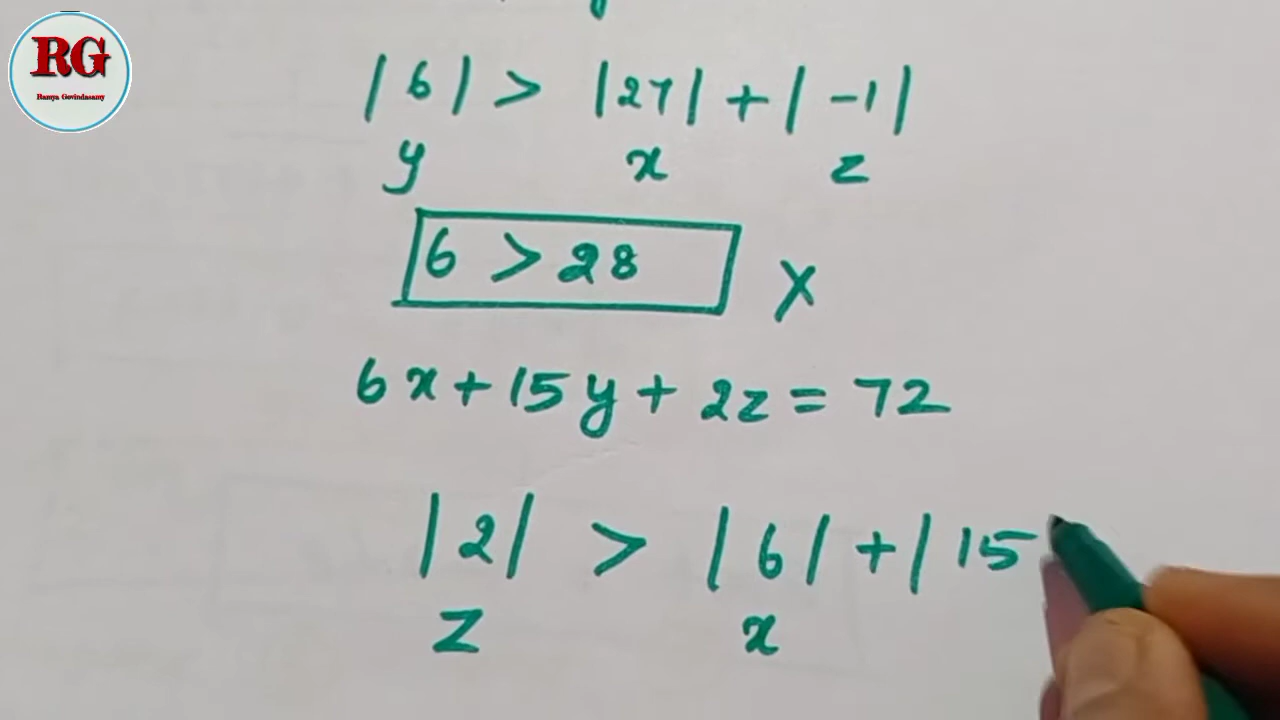 RG
Ramya Govindasamy
|6| > |27| + |-1|
y x z
6 > 28 X
6x + 15y + 2z = 72
|2| > |6| + |15
z x